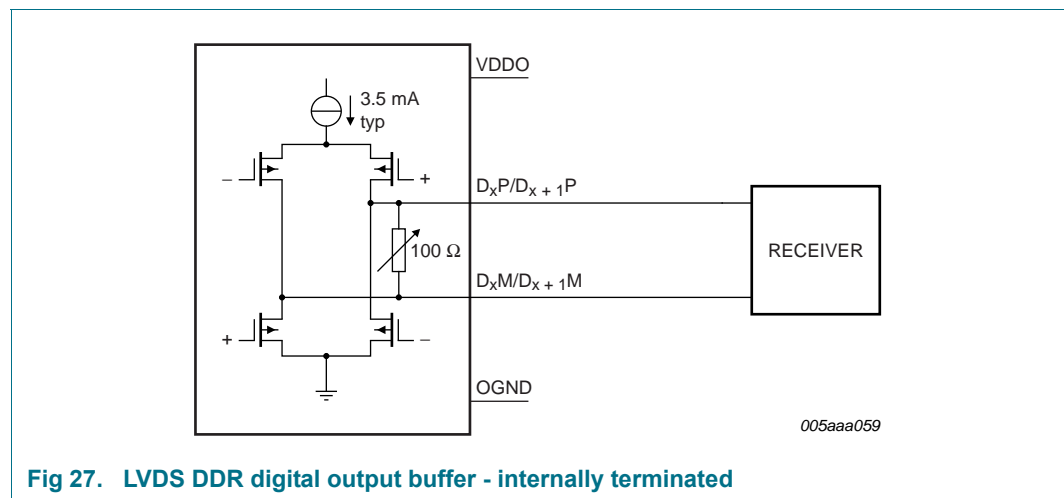 VDDO
3.5 mA
typ
− +
DxP/Dx + 1P
100 Ω
RECEIVER
DxM/Dx + 1M
+ −
OGND
005aaa059
Fig 27. LVDS DDR digital output buffer - internally terminated